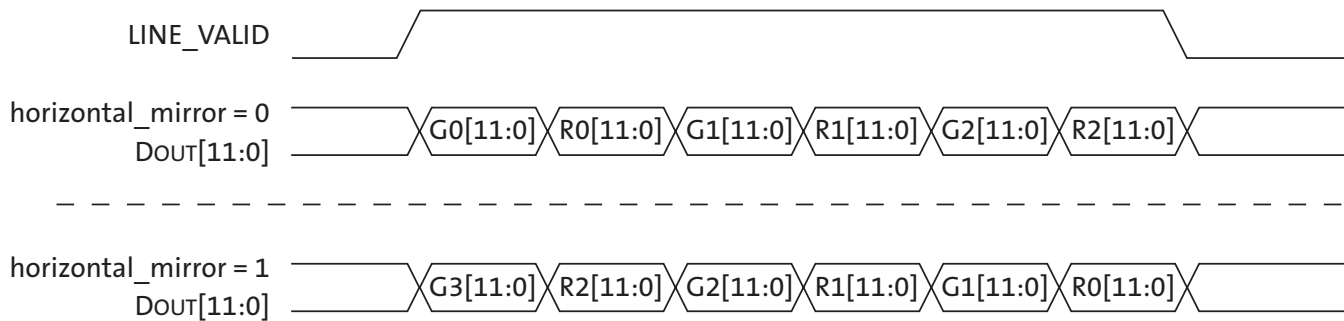 LINE_VALID
horizontal_mirror = 0
DOUT[11:0]
G0[11:0] R0[11:0] G1[11:0] R1[11:0] G2[11:0] R2[11:0]
horizontal_mirror = 1
DOUT[11:0]
G3[11:0] R2[11:0] G2[11:0] R1[11:0] G1[11:0] R0[11:0]